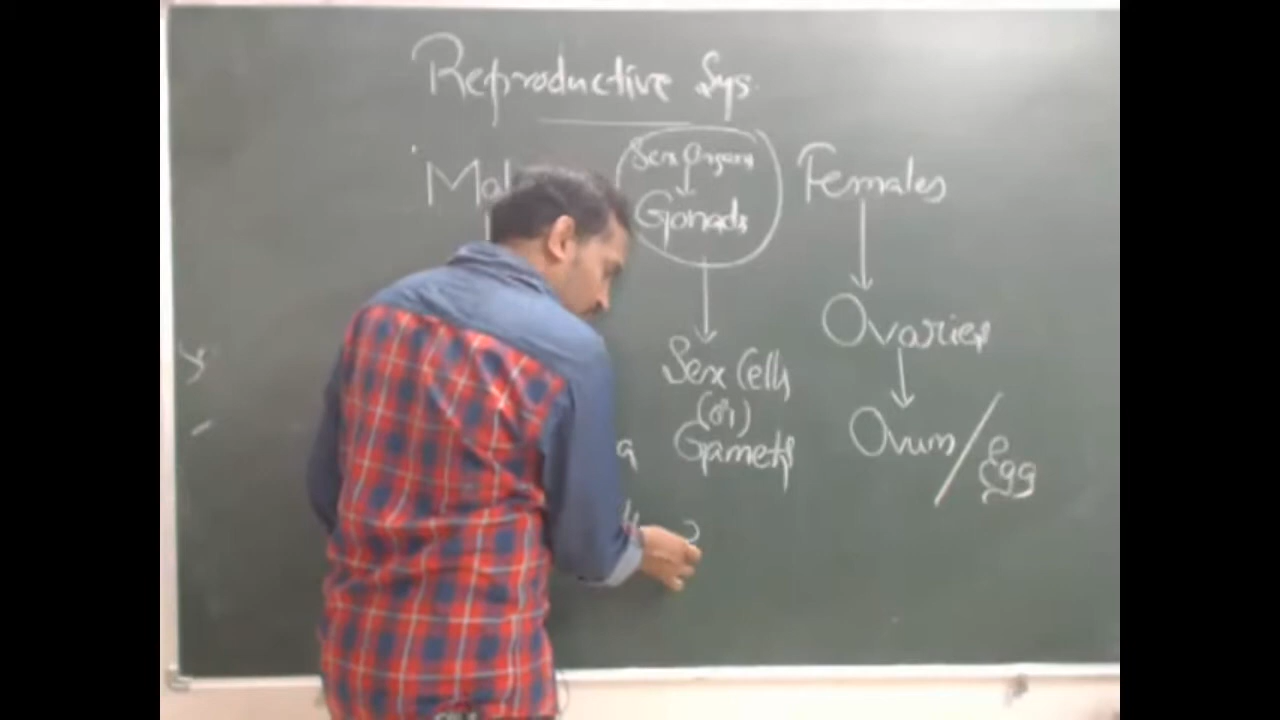 Reproductive Sys.
Sex Organs
Gonads
Females
Ovaries
Sex Cells
(or)
Gamets
Ovum/Egg